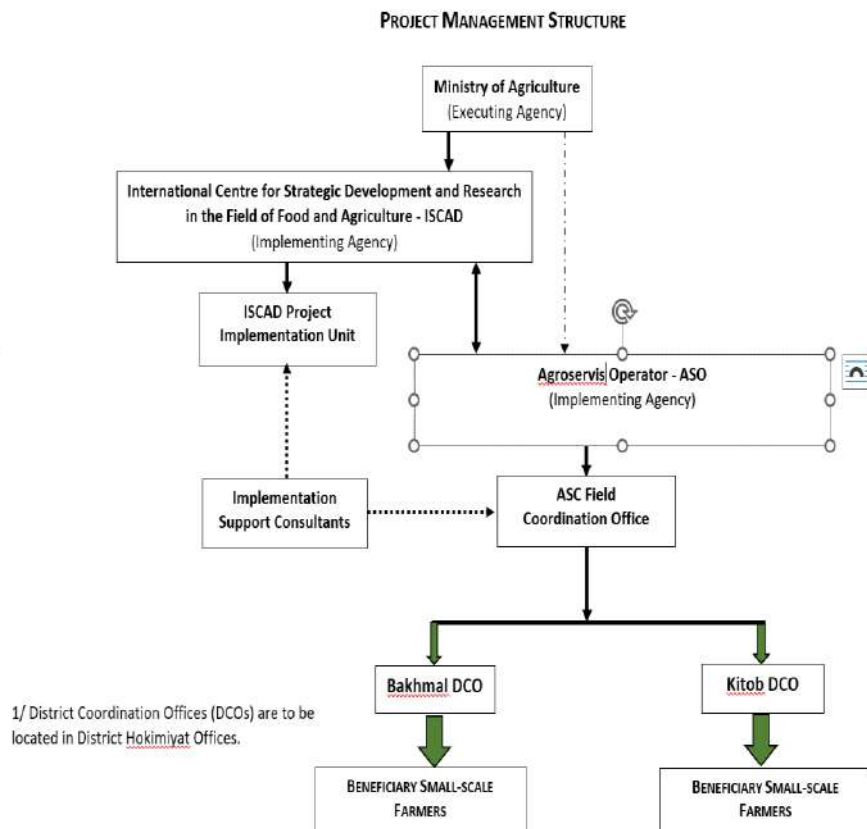 PROJECT MANAGEMENT STRUCTURE
Ministry of Agriculture
(Executing Agency)
International Centre for Strategic Development and Research
in the Field of Food and Agriculture - ISCAD
(Implementing Agency)
ISCAD Project
Implementation Unit
Agroservis Operator - ASO
(Implementing Agency)
Implementation
Support Consultants
ASC Field
Coordination Office
Bakhmal DCO
Kitob DCO
1/ District Coordination Offices (DCOs) are to be
located in District Hokimiyat Offices.
BENEFICIARY SMALL-SCALE
FARMERS
BENEFICIARY SMALL-SCALE
FARMERS